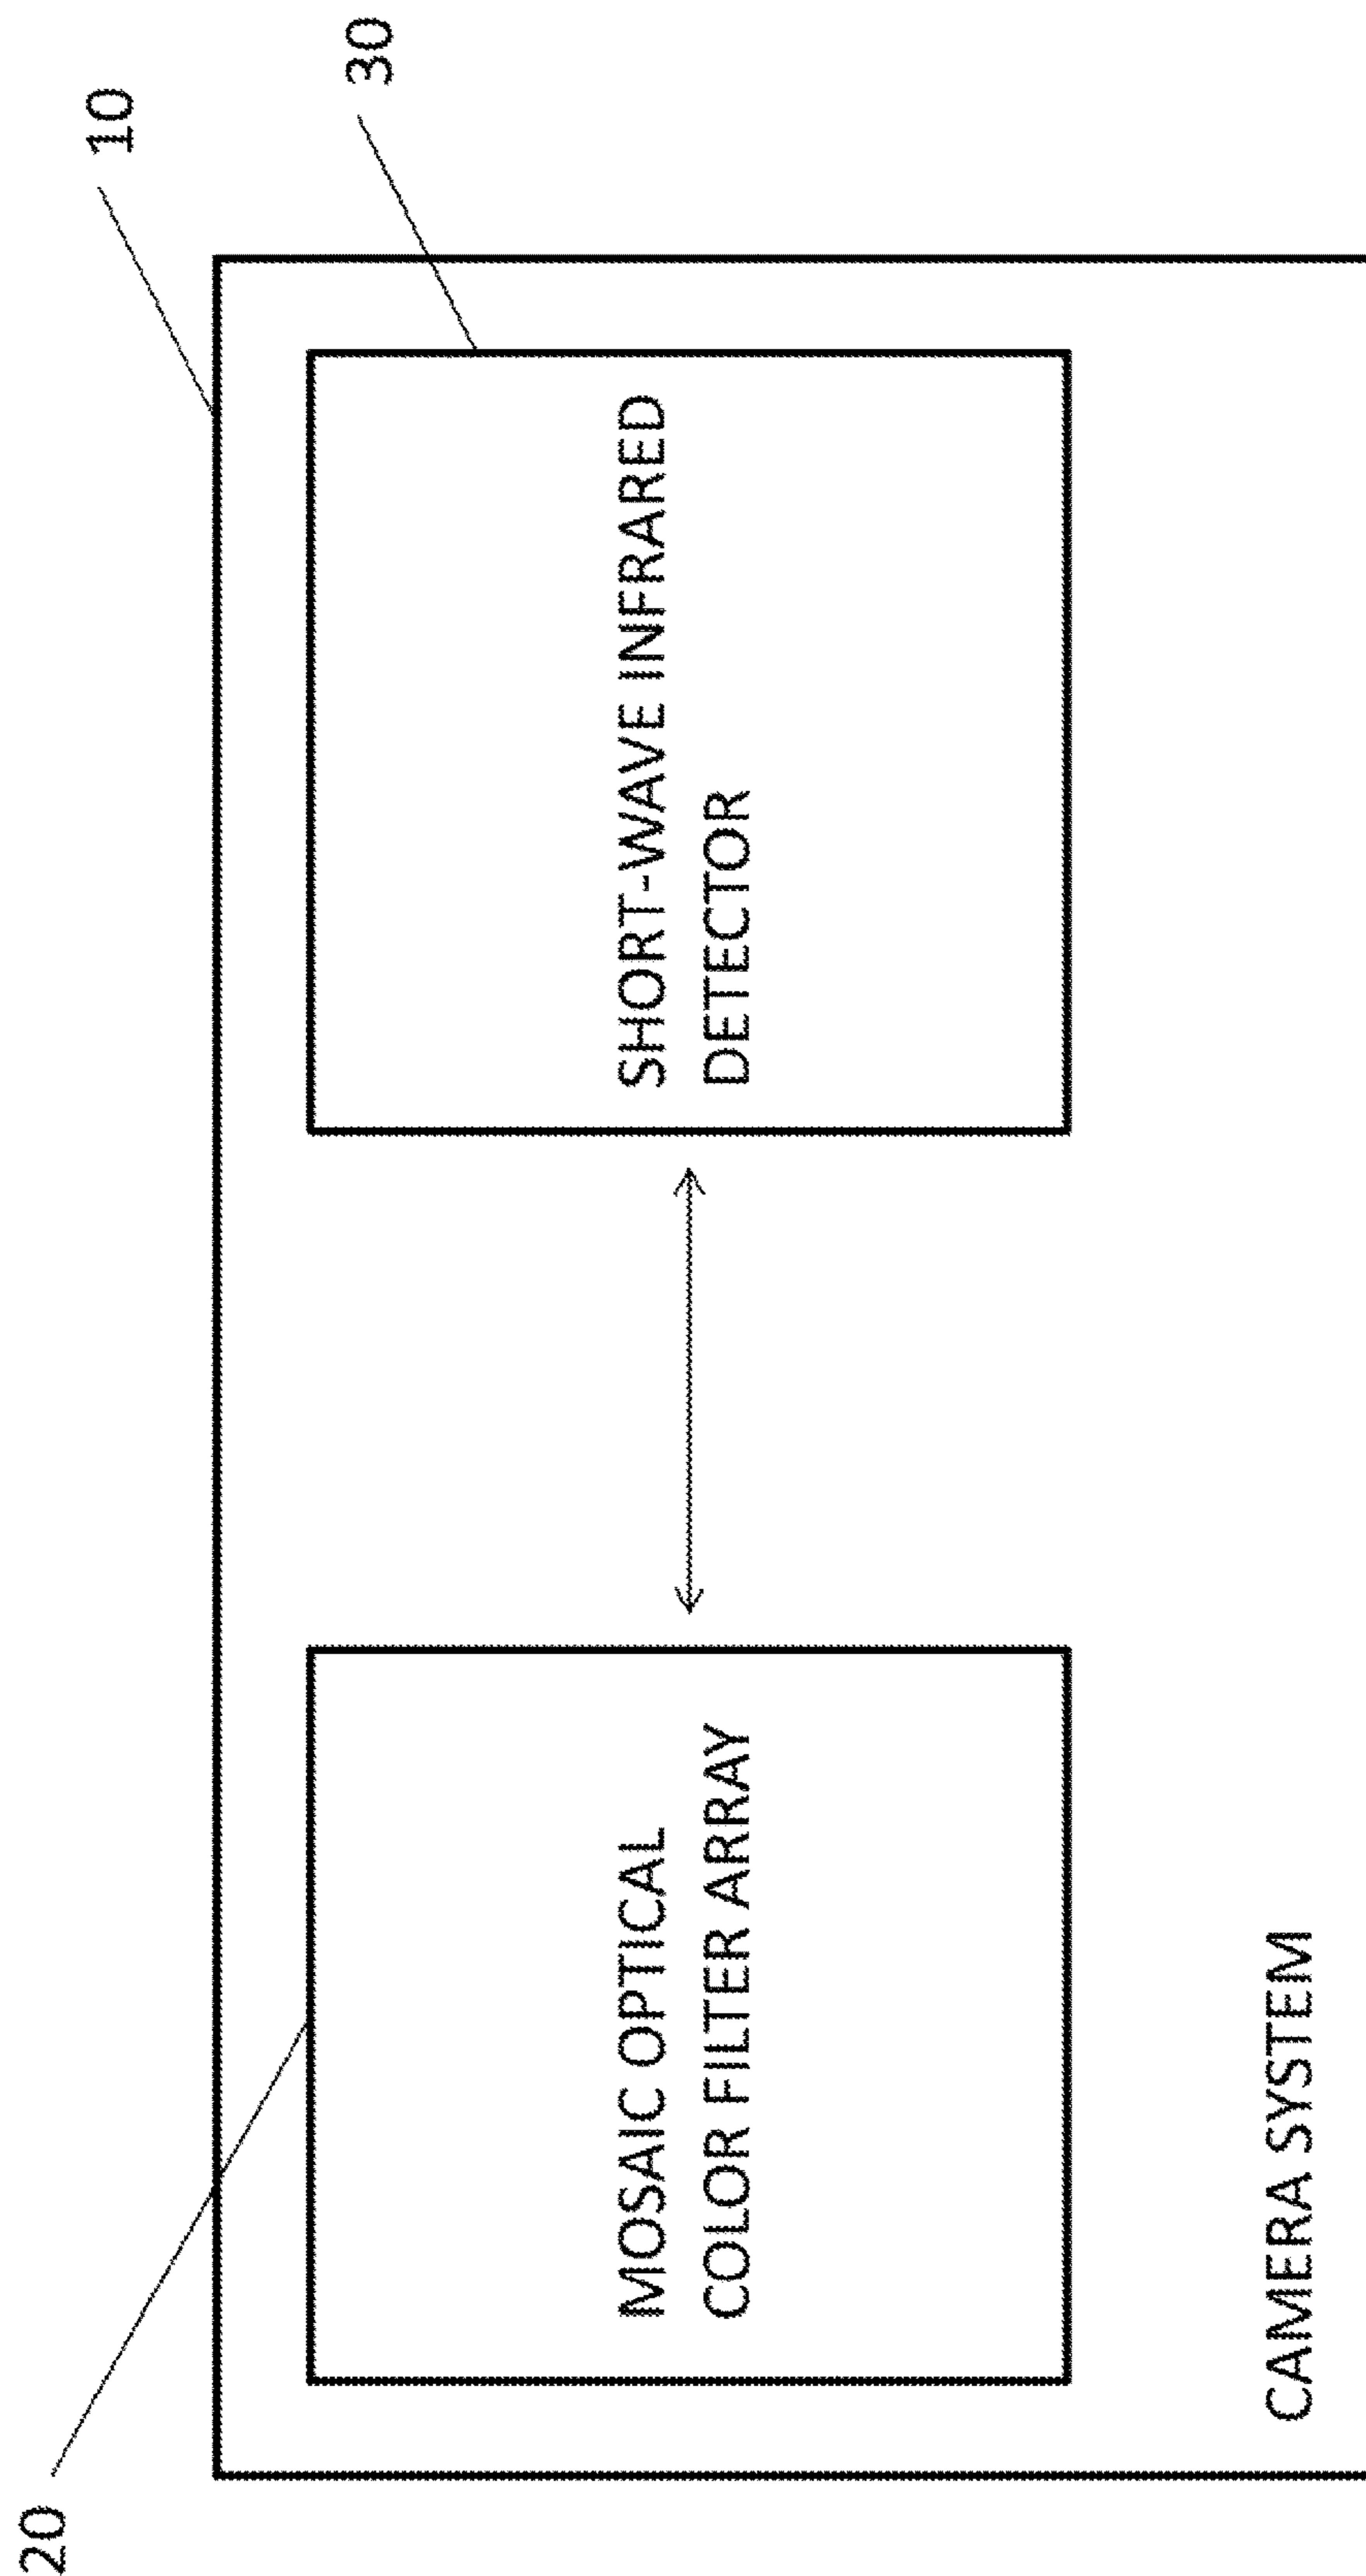 10
30
20
MOSAIC OPTICAL
COLOR FILTER ARRAY
SHORT-WAVE INFRARED
DETECTOR
CAMERA SYSTEM